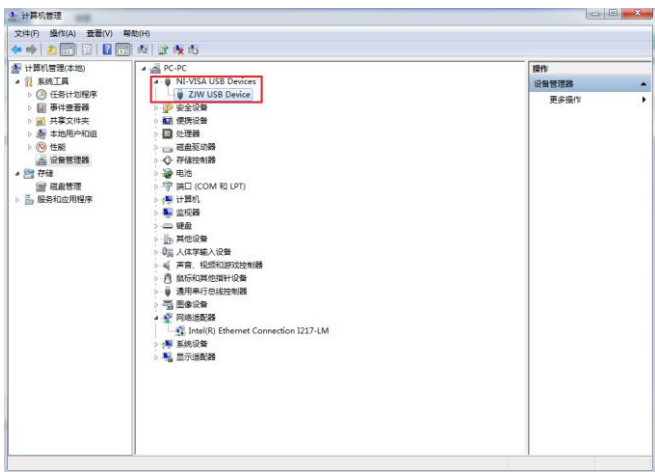 计算机管理
文件(F) 操作(A) 查看(V) 帮助(H)
计算机管理(本地)
系统工具
任务计划程序
事件查看器
共享文件夹
本地用户和组
性能
设备管理器
存储
磁盘管理
服务和应用程序
PC-PC
NI-VISA USB Devices
ZJW USB Device
安全设备
便携设备
处理器
磁盘驱动器
存储控制器
电池
端口 (COM 和 LPT)
计算机
监视器
键盘
其他设备
人体学输入设备
声音、视频和游戏控制器
鼠标和其他指针设备
通用串行总线控制器
图像设备
网络适配器
Intel(R) Ethernet Connection I217-LM
系统设备
显示适配器
操作
设备管理器
更多操作